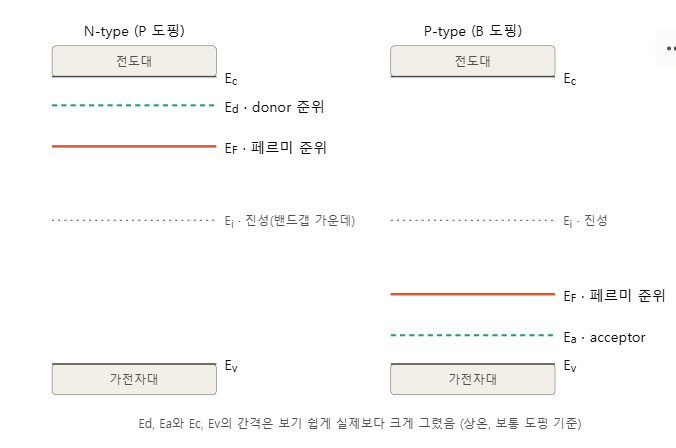 N-type (P 도핑)
P-type (B 도핑)
전도대
전도대
Ec
Ec
Ed · donor 준위
EF · 페르미 준위
Ei · 진성(밴드갭 가운데)
Ei · 진성
EF · 페르미 준위
Ea · acceptor
Ev
Ev
가전자대
가전자대
Ed, Ea와 Ec, Ev의 간격은 보기 쉽게 실제보다 크게 그렸음 (상온, 보통 도핑 기준)